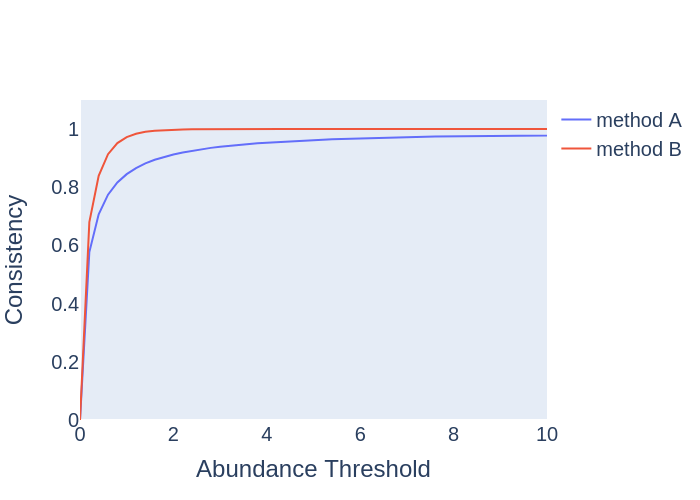 method A
method B
Consistency
1
0.8
0.6
0.4
0.2
0
0 2 4 6 8 10
Abundance Threshold